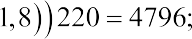 1,8))220 = 4796;